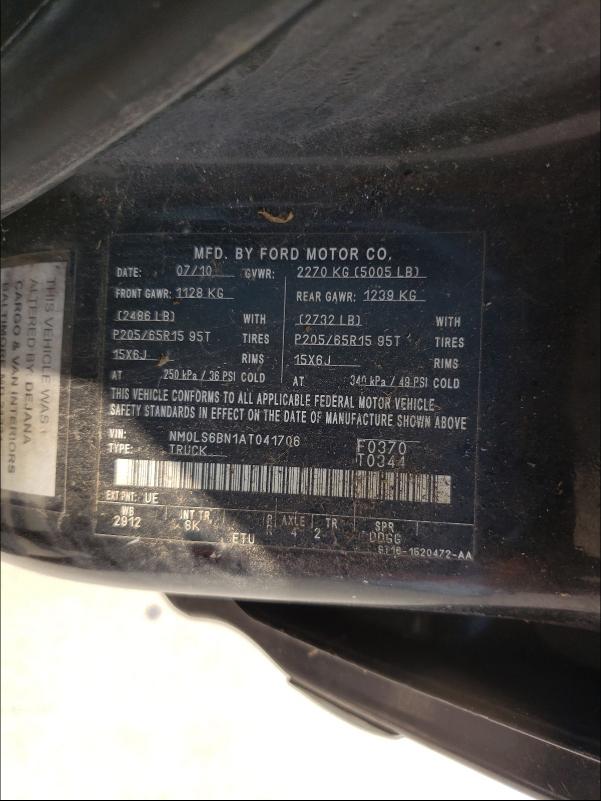 MFD. BY FORD MOTOR CO.
DATE: 07/10 GVWR: 2270 KG (5005 LB)
FRONT GAWR: 1128 KG REAR GAWR: 1239 KG
(2486 LB) WITH (2732 LB) WITH
P205/65R15 95T TIRES P205/65R15 95T TIRES
15X6J RIMS 15X6J RIMS
AT 250 kPa / 36 PSI COLD AT 340 kPa / 49 PSI COLD
THIS VEHICLE CONFORMS TO ALL APPLICABLE FEDERAL MOTOR VEHICLE
SAFETY STANDARDS IN EFFECT ON THE DATE OF MANUFACTURE SHOWN ABOVE
VIN: NM0LS6BN1AT041706 F0370
TYPE: TRUCK T0344
EXT PNT: UE
WB INT TR AXLE TR SPR
2912 8K 4 2 DDGG
ETU
1520472-AA
THIS VEHICLE WAS
ALTERED BY: DEJANA
CARGO & VAN INTERIORS